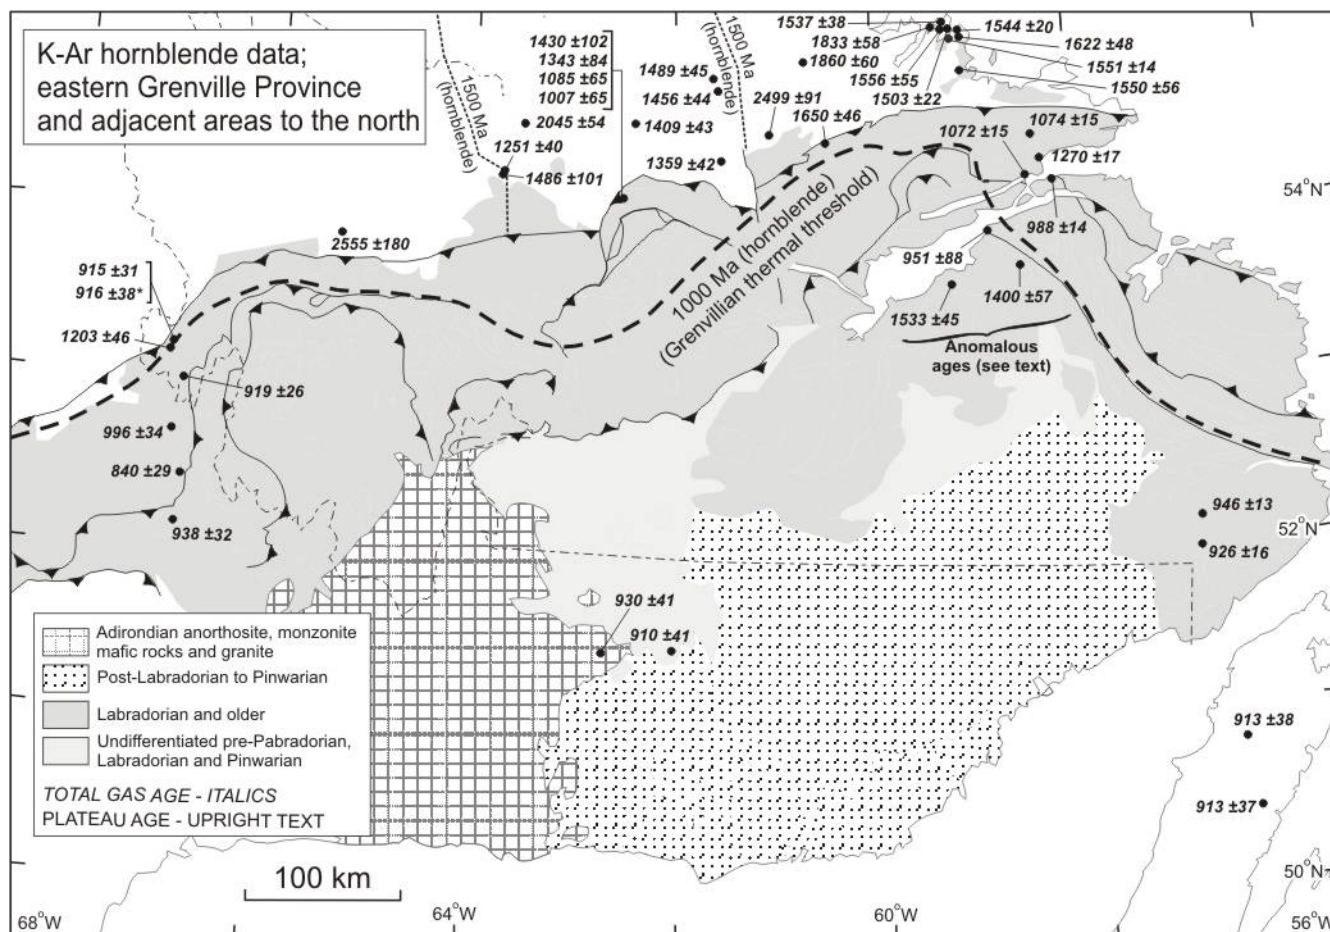 K-Ar hornblende data;
eastern Grenville Province
and adjacent areas to the north
1500 Ma
(hornblende)
1430 ±102
1343 ±84
1085 ±65
1007 ±65
1500 Ma
(hornblende)
1489 ±45
1456 ±44
1537 ±38
1833 ±58
1860 ±60
1556 ±55
1503 ±22
1544 ±20
1622 ±48
1551 ±14
1550 ±56
2045 ±54
1409 ±43
2499 ±91
1650 ±46
1251 ±40
1486 ±101
1359 ±42
1072 ±15
1074 ±15
1270 ±17
54°N
988 ±14
2555 ±180
951 ±88
1400 ±57
1533 ±45
Anomalous
ages (see text)
1000 Ma (hornblende)
(Grenvillian thermal threshold)
915 ±31
916 ±38*
1203 ±46
919 ±26
996 ±34
840 ±29
938 ±32
946 ±13
52°N
926 ±16
930 ±41
910 ±41
913 ±38
913 ±37
Adirondian anorthosite, monzonite
mafic rocks and granite
Post-Labradorian to Pinwarian
Labradorian and older
Undifferentiated pre-Pabradorian,
Labradorian and Pinwarian
TOTAL GAS AGE - ITALICS
PLATEAU AGE - UPRIGHT TEXT
100 km
50°N
68°W
64°W
60°W
56°W